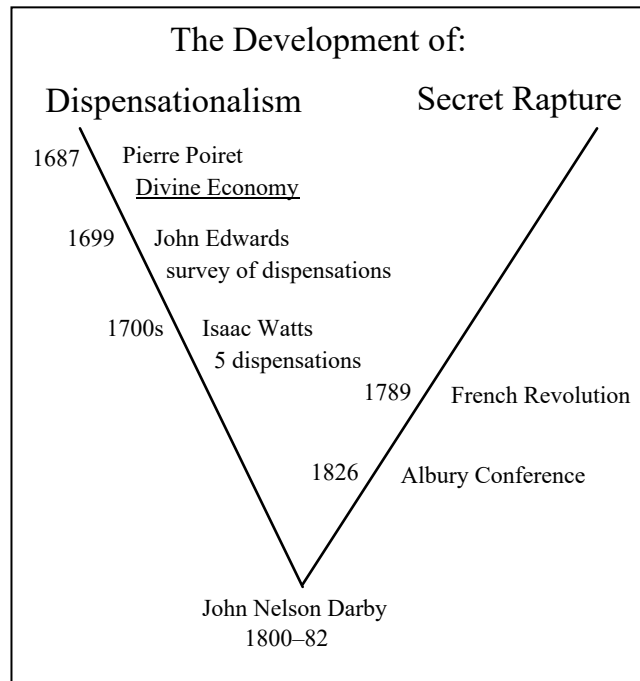 The Development of:
Dispensationalism
Secret Rapture
1687 Pierre Poiret
Divine Economy
1699 John Edwards
survey of dispensations
1700s Isaac Watts
5 dispensations
1789 French Revolution
1826 Albury Conference
John Nelson Darby
1800–82